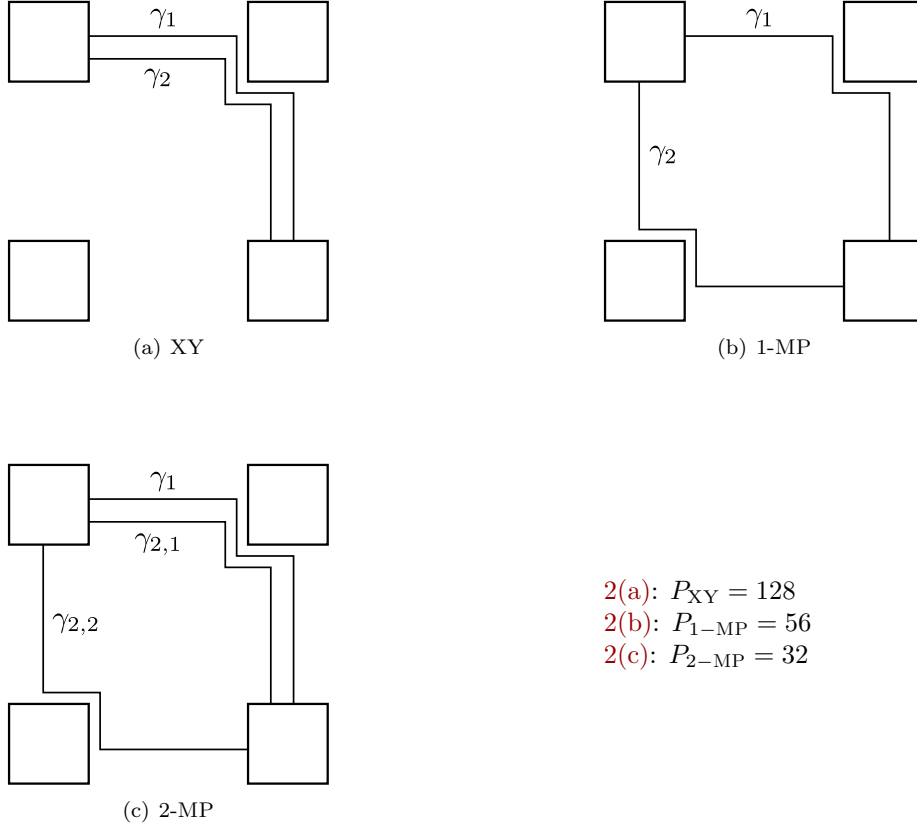 γ₁
γ₂
(a) XY
γ₁
γ₂
(b) 1-MP
γ₁
γ₂,₁
γ₂,₂
(c) 2-MP
2(a): P_XY = 128
2(b): P_1−MP = 56
2(c): P_2−MP = 32